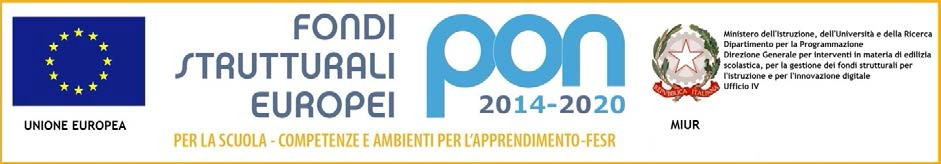 UNIONE EUROPEA
FONDI
STRUTTURALI
EUROPEI
pon
2014-2020
PER LA SCUOLA - COMPETENZE E AMBIENTI PER L'APPRENDIMENTO-FESR
REPUBBLICA ITALIANA
MIUR
Ministero dell'Istruzione, dell'Università e della Ricerca
Dipartimento per la Programmazione
Direzione Generale per interventi in materia di edilizia
scolastica, per la gestione dei fondi strutturali per
l'istruzione e per l'innovazione digitale
Ufficio IV